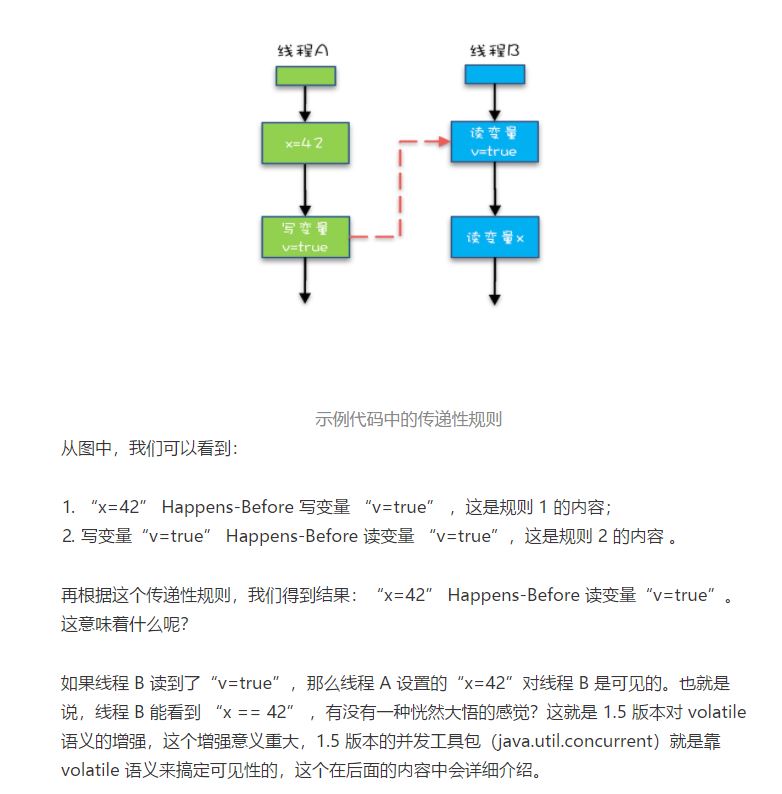 线程A
线程B
x=42
读变量
v=true
写变量
v=true
读变量x
示例代码中的传递性规则
从图中，我们可以看到：
1. “x=42” Happens-Before 写变量 “v=true” ，这是规则 1 的内容；
2. 写变量“v=true” Happens-Before 读变量 “v=true”，这是规则 2 的内容 。
再根据这个传递性规则，我们得到结果：“x=42” Happens-Before 读变量“v=true”。
这意味着什么呢？
如果线程 B 读到了“v=true”，那么线程 A 设置的“x=42”对线程 B 是可见的。也就是
说，线程 B 能看到 “x == 42” ，有没有一种恍然大悟的感觉？这就是 1.5 版本对 volatile
语义的增强，这个增强意义重大，1.5 版本的并发工具包（java.util.concurrent）就是靠
volatile 语义来搞定可见性的，这个在后面的内容中会详细介绍。